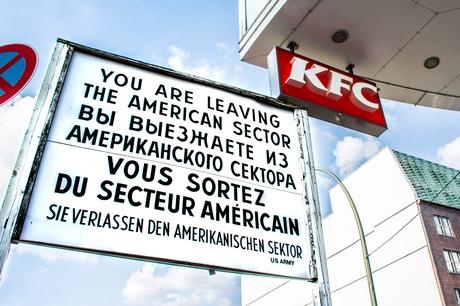 YOU ARE LEAVING
THE AMERICAN SECTOR
ВЫ ВЫЕЗЖАЕТЕ ИЗ
АМЕРИКАНСКОГО СЕКТОРА
VOUS SORTEZ
DU SECTEUR AMÉRICAIN
SIE VERLASSEN DEN AMERIKANISCHEN SEKTOR
US ARMY
KFC